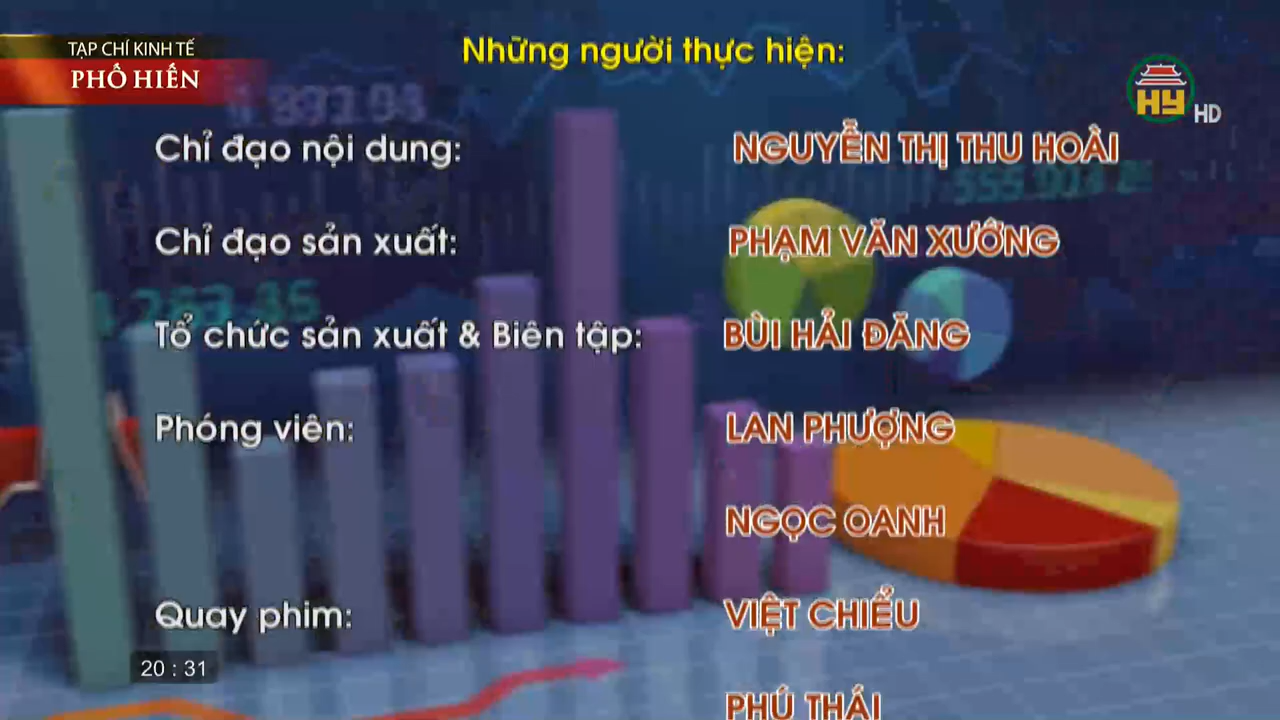 TẠP CHÍ KINH TẾ
PHỐ HIẾN
Những người thực hiện:
HY HD
Chỉ đạo nội dung: NGUYỄN THỊ THU HOÀI
Chỉ đạo sản xuất: PHẠM VĂN XƯỚNG
Tổ chức sản xuất & Biên tập: BÙI HẢI ĐĂNG
Phóng viên: LAN PHƯỢNG
NGỌC OANH
Quay phim: VIỆT CHIỂU
20 : 31
PHÚ THÁI